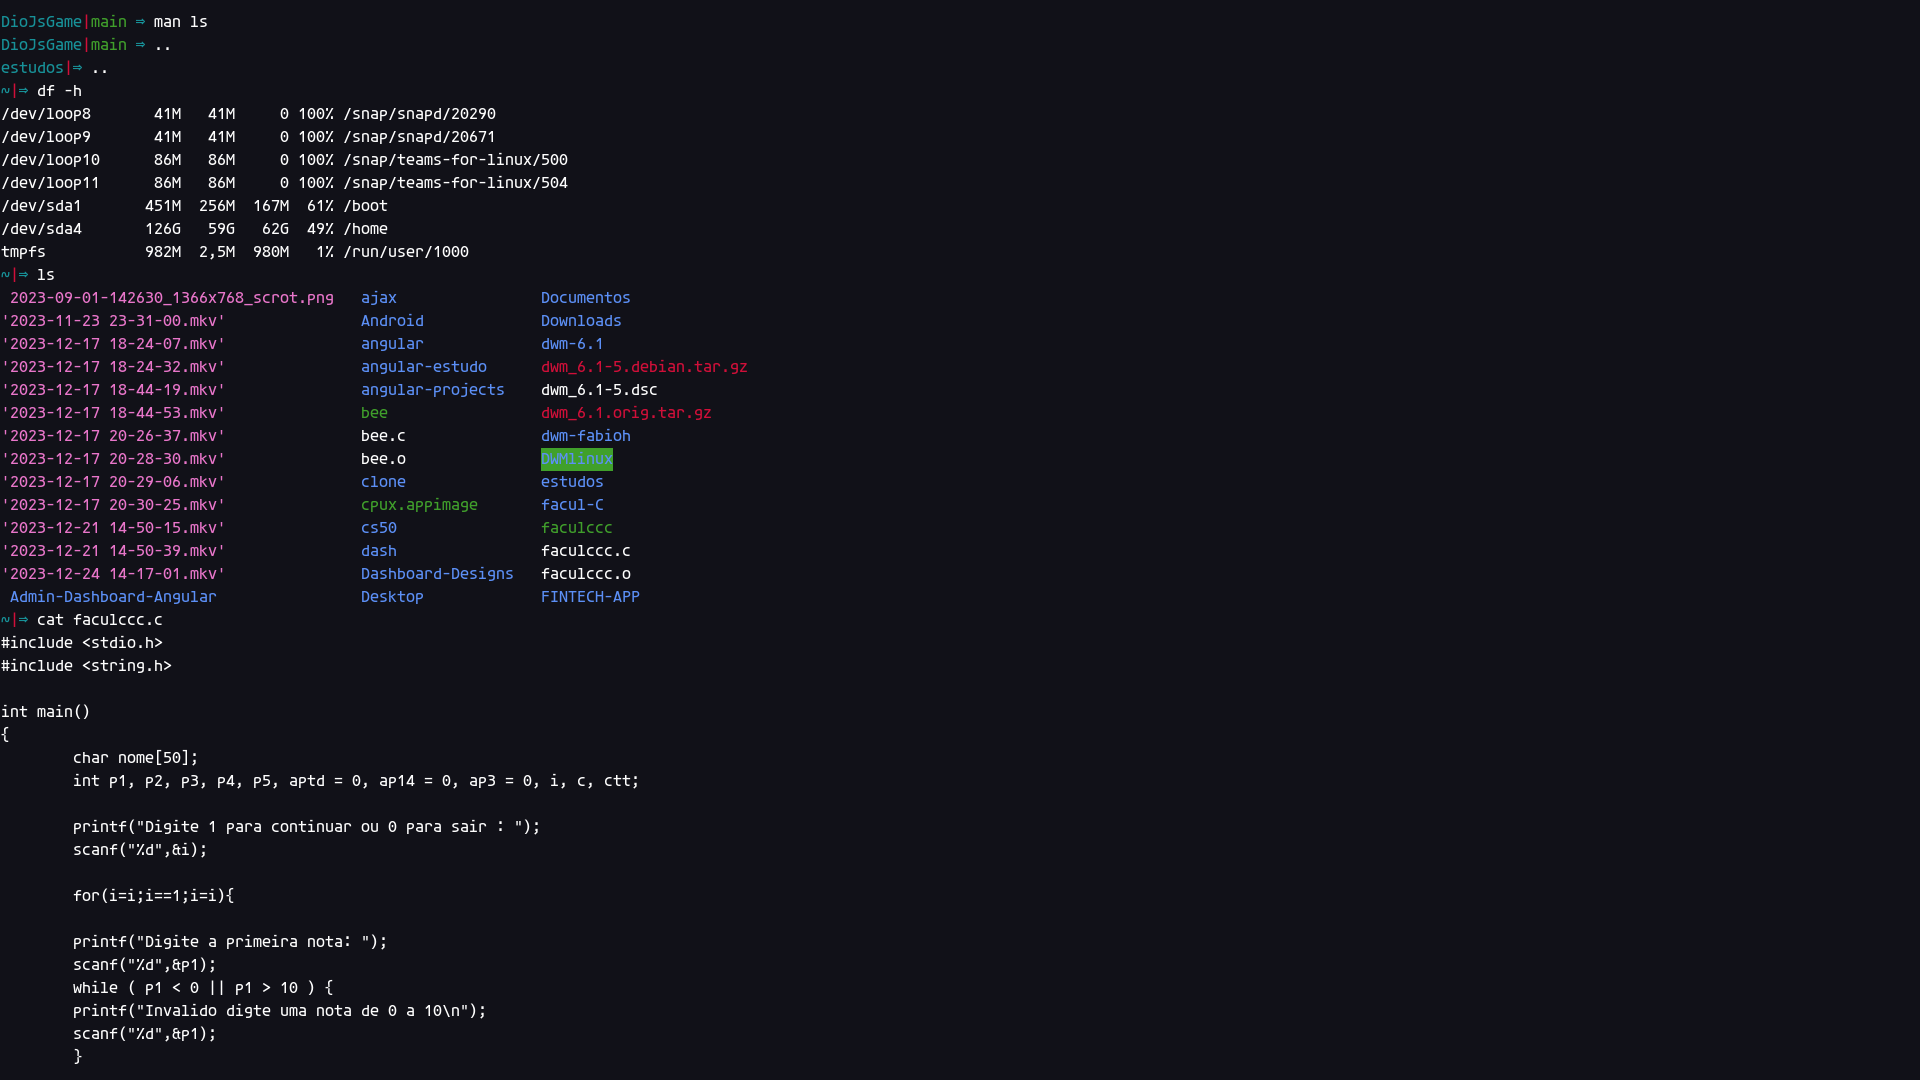 DioJsGame|main ⇒ man ls
DioJsGame|main ⇒ ..
estudos|⇒ ..
~|⇒ df -h
/dev/loop8       41M   41M     0 100% /snap/snapd/20290
/dev/loop9       41M   41M     0 100% /snap/snapd/20671
/dev/loop10      86M   86M     0 100% /snap/teams-for-linux/500
/dev/loop11      86M   86M     0 100% /snap/teams-for-linux/504
/dev/sda1       451M  256M  167M  61% /boot
/dev/sda4       126G   59G   62G  49% /home
tmpfs           982M  2,5M  980M   1% /run/user/1000
~|⇒ ls
 2023-09-01-142630_1366x768_scrot.png   ajax                Documentos
'2023-11-23 23-31-00.mkv'               Android             Downloads
'2023-12-17 18-24-07.mkv'               angular             dwm-6.1
'2023-12-17 18-24-32.mkv'               angular-estudo      dwm_6.1-5.debian.tar.gz
'2023-12-17 18-44-19.mkv'               angular-projects    dwm_6.1-5.dsc
'2023-12-17 18-44-53.mkv'               bee                 dwm_6.1.orig.tar.gz
'2023-12-17 20-26-37.mkv'               bee.c               dwm-fabioh
'2023-12-17 20-28-30.mkv'               bee.o               DWMlinux
'2023-12-17 20-29-06.mkv'               clone               estudos
'2023-12-17 20-30-25.mkv'               cpux.appimage       facul-C
'2023-12-21 14-50-15.mkv'               cs50                faculccc
'2023-12-21 14-50-39.mkv'               dash                faculccc.c
'2023-12-24 14-17-01.mkv'               Dashboard-Designs   faculccc.o
 Admin-Dashboard-Angular                Desktop             FINTECH-APP
~|⇒ cat faculccc.c
#include <stdio.h>
#include <string.h>

int main()
{
        char nome[50];
        int p1, p2, p3, p4, p5, aptd = 0, ap14 = 0, ap3 = 0, i, c, ctt;

        printf("Digite 1 para continuar ou 0 para sair : ");
        scanf("%d",&i);

        for(i=i;i==1;i=i){

        printf("Digite a primeira nota: ");
        scanf("%d",&p1);
        while ( p1 < 0 || p1 > 10 ) {
        printf("Invalido digte uma nota de 0 a 10\n");
        scanf("%d",&p1);
        }